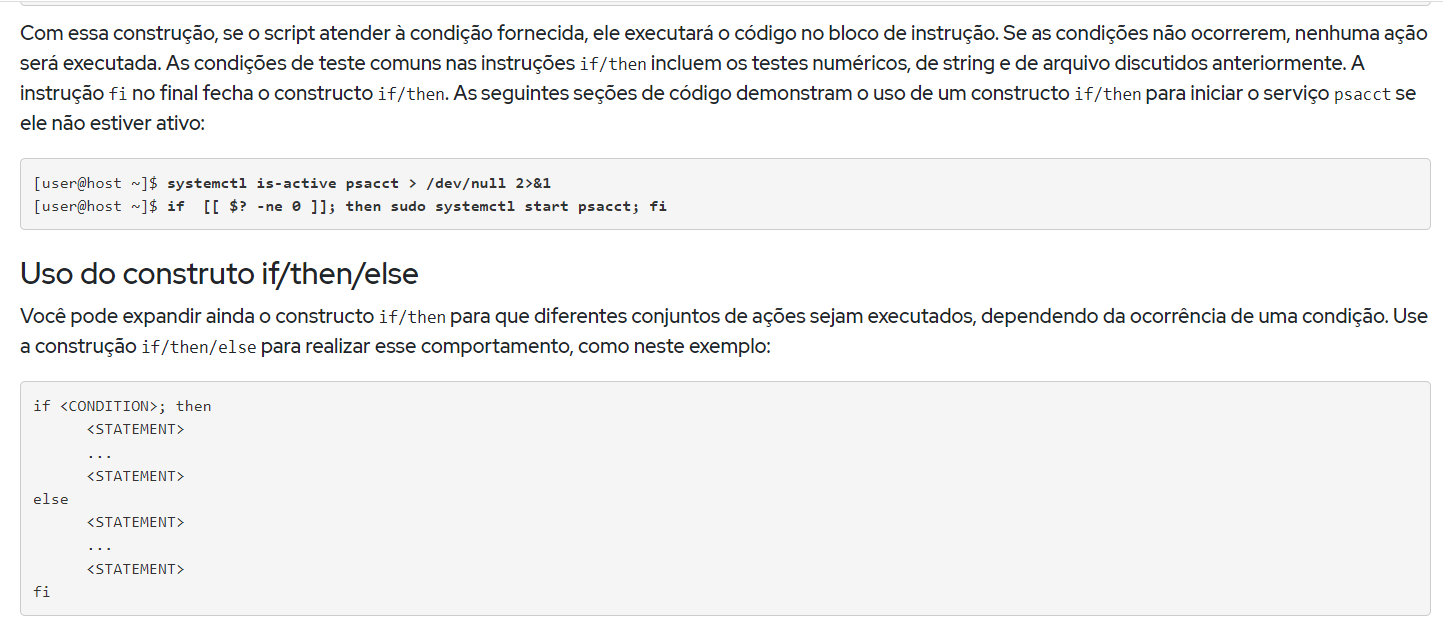 Com essa construção, se o script atender à condição fornecida, ele executará o código no bloco de instrução. Se as condições não ocorrerem, nenhuma ação
será executada. As condições de teste comuns nas instruções if/then incluem os testes numéricos, de string e de arquivo discutidos anteriormente. A
instrução fi no final fecha o constructo if/then. As seguintes seções de código demonstram o uso de um constructo if/then para iniciar o serviço psacct se
ele não estiver ativo:
[user@host ~]$ systemctl is-active psacct > /dev/null 2>&1
[user@host ~]$ if  [[ $? -ne 0 ]]; then sudo systemctl start psacct; fi
Uso do construto if/then/else
Você pode expandir ainda o constructo if/then para que diferentes conjuntos de ações sejam executados, dependendo da ocorrência de uma condição. Use
a construção if/then/else para realizar esse comportamento, como neste exemplo:
if <CONDITION>; then
      <STATEMENT>
      ...
      <STATEMENT>
else
      <STATEMENT>
      ...
      <STATEMENT>
fi